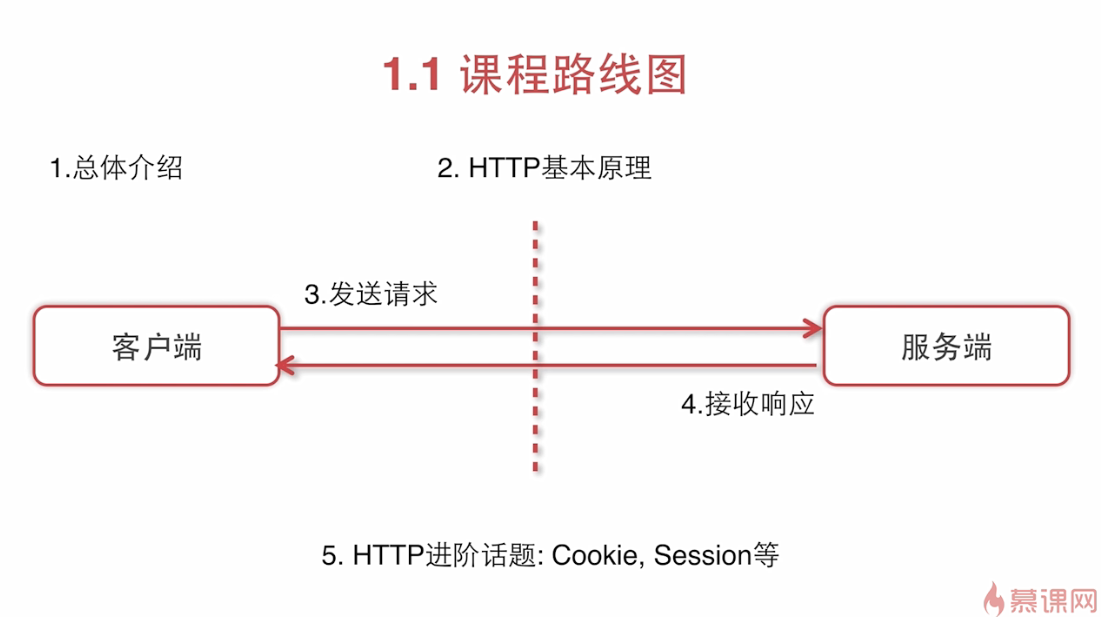 1.1 课程路线图
1.总体介绍
2. HTTP基本原理
3.发送请求
客户端
服务端
4.接收响应
5. HTTP进阶话题: Cookie, Session等
慕课网